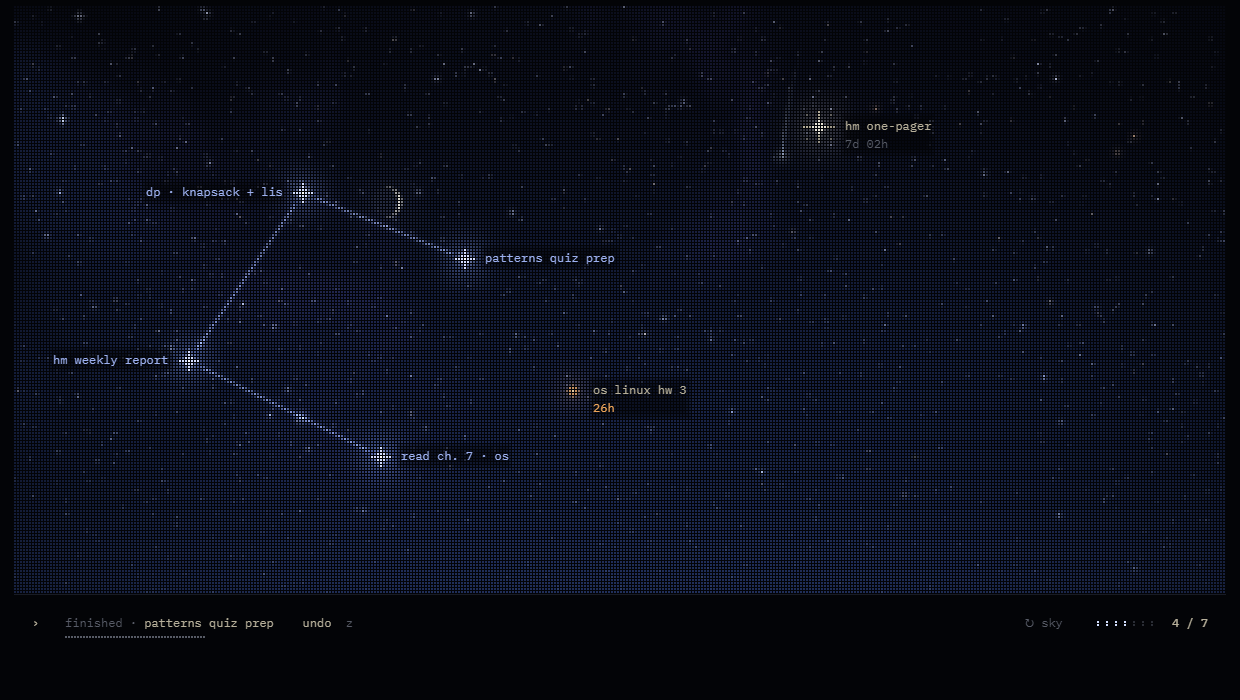 hm one-pager
7d 02h
dp · knapsack + lis
patterns quiz prep
hm weekly report
os linux hw 3
26h
read ch. 7 · os
› finished · patterns quiz prep undo z ↻ sky 4 / 7